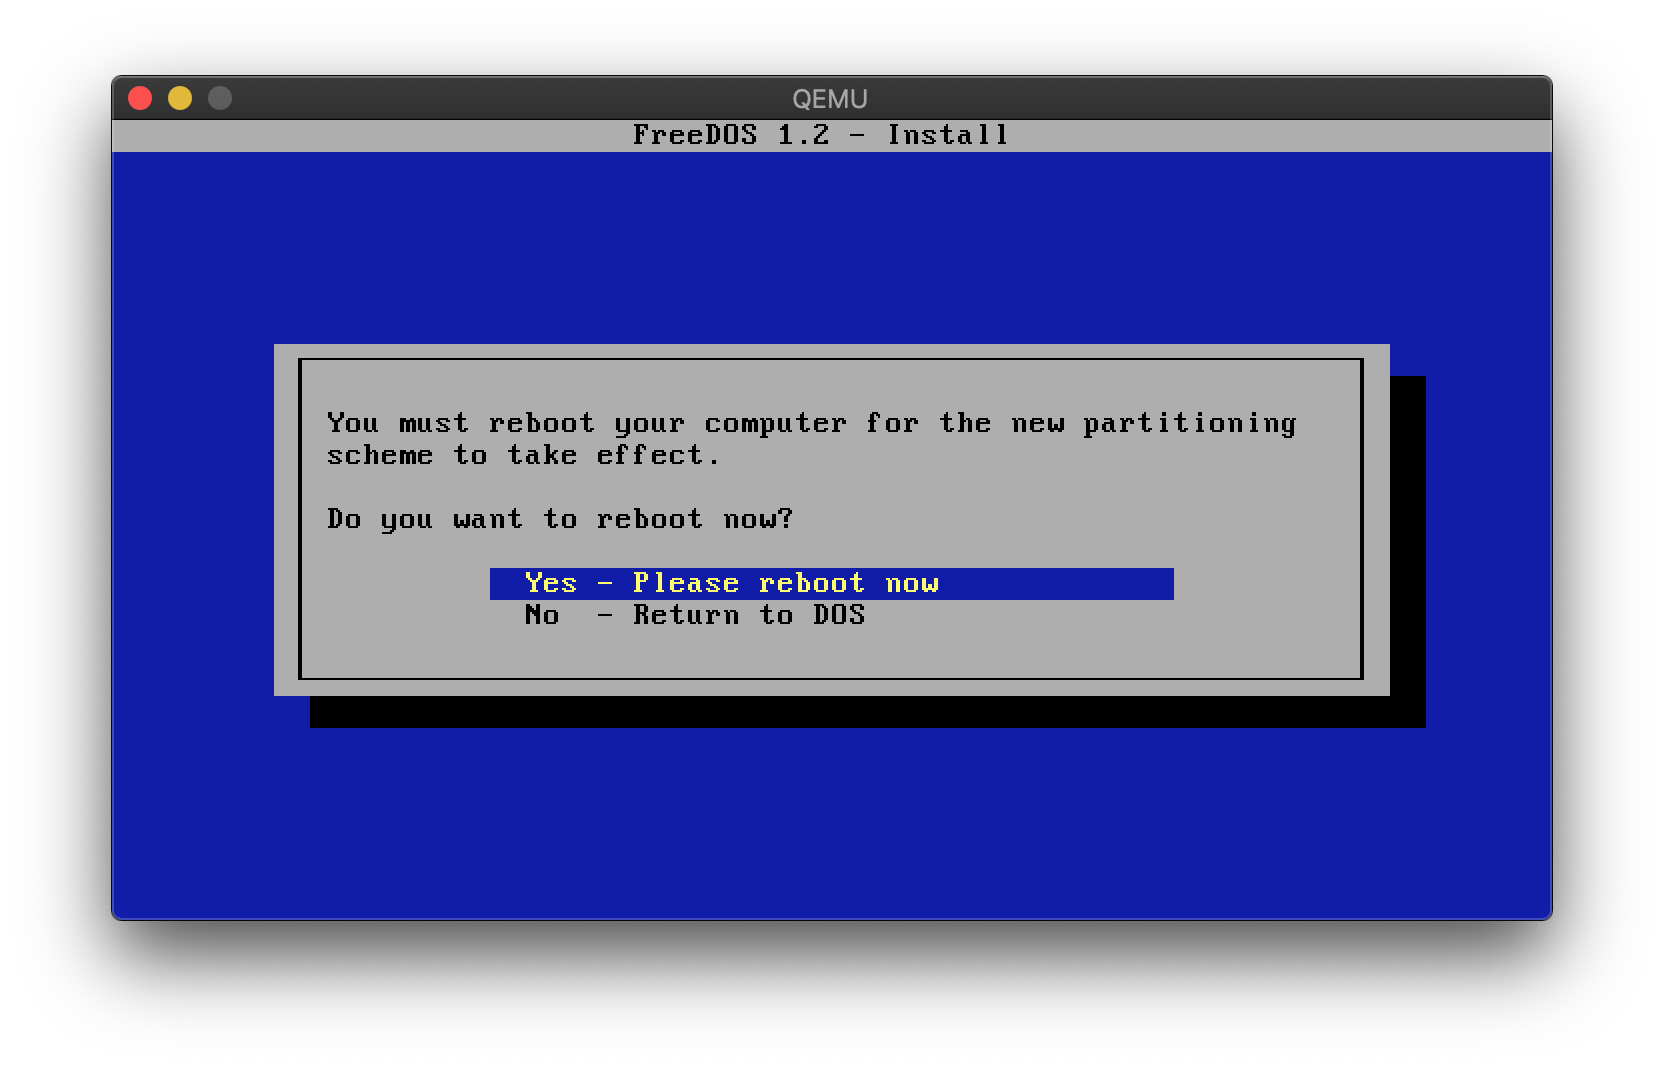 QEMU
FreeDOS 1.2 - Install
You must reboot your computer for the new partitioning
scheme to take effect.
Do you want to reboot now?
Yes - Please reboot now
No  - Return to DOS